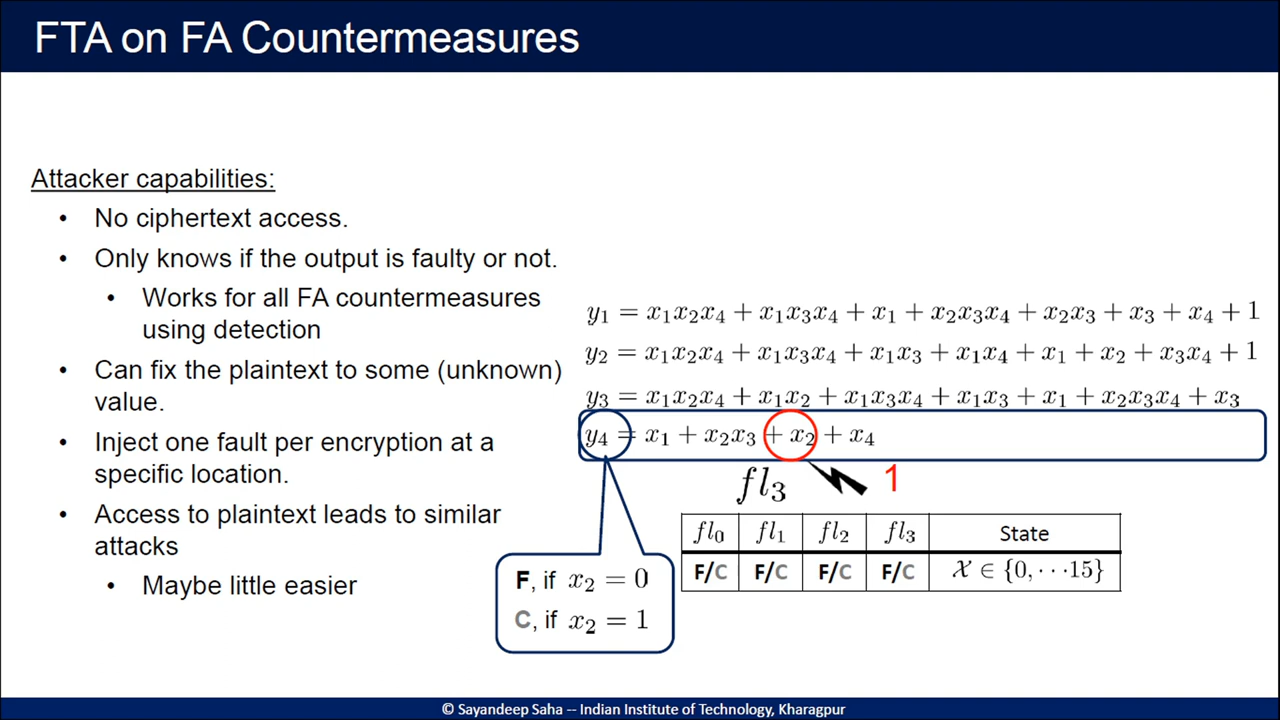 FTA on FA Countermeasures
Attacker capabilities:
• No ciphertext access.
• Only knows if the output is faulty or not.
• Works for all FA countermeasures
using detection
• Can fix the plaintext to some (unknown)
value.
• Inject one fault per encryption at a
specific location.
• Access to plaintext leads to similar
attacks
• Maybe little easier
y₁ = x₁x₂x₄ + x₁x₃x₄ + x₁ + x₂x₃x₄ + x₂x₃ + x₃ + x₄ + 1
y₂ = x₁x₂x₄ + x₁x₃x₄ + x₁x₃ + x₁x₄ + x₁ + x₂ + x₃x₄ + 1
y₃ = x₁x₂x₄ + x₁x₂ + x₁x₃x₄ + x₁x₃ + x₁ + x₂x₃x₄ + x₃
y₄ = x₁ + x₂x₃ + x₂ + x₄
fl₃ 1
fl₀ fl₁ fl₂ fl₃ State
F/C F/C F/C F/C 𝒳 ∈ {0, ···15}
F, if x₂ = 0
C, if x₂ = 1
© Sayandeep Saha -- Indian Institute of Technology, Kharagpur